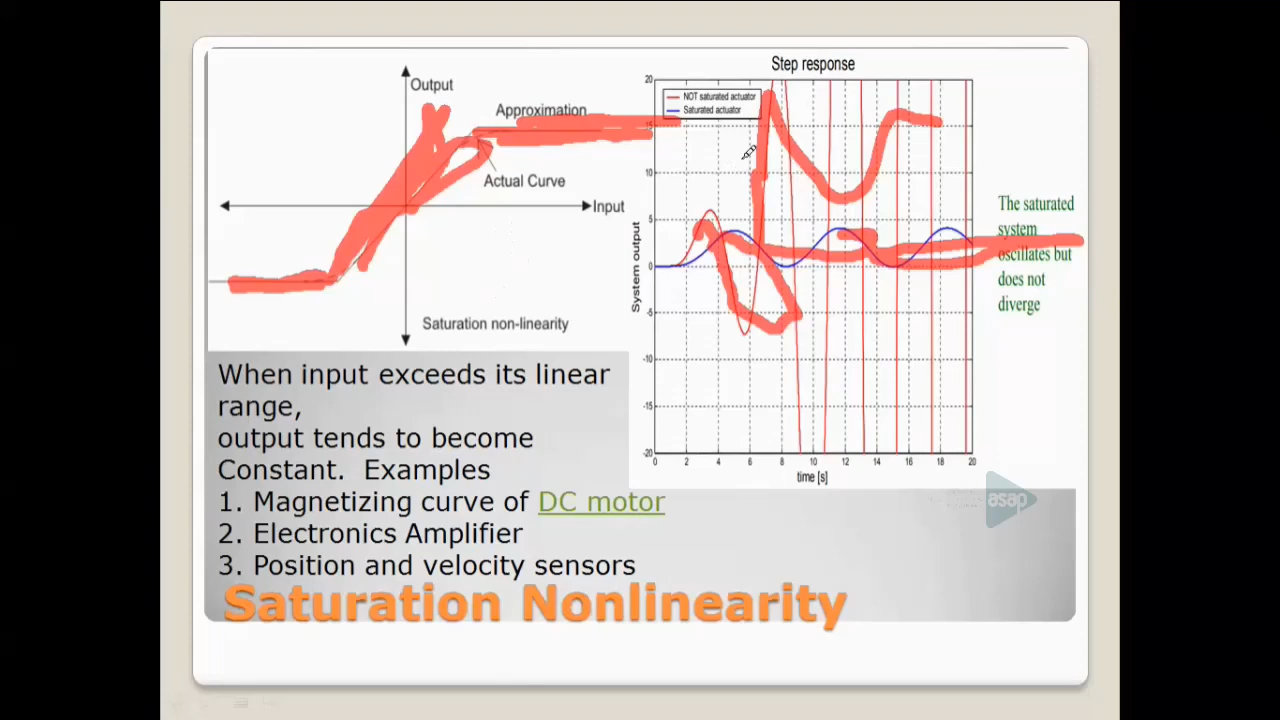 Output
Approximation
Actual Curve
Input
Saturation non-linearity
Step response
NOT saturated actuator
Saturated actuator
System output
20
15
10
5
0
-5
-10
-15
-20
0 2 4 6 8 10 12 14 16 18 20
time [s]
The saturated
system
oscillates but
does not
diverge
When input exceeds its linear
range,
output tends to become
Constant. Examples
1. Magnetizing curve of DC motor
2. Electronics Amplifier
3. Position and velocity sensors
asap
Saturation Nonlinearity